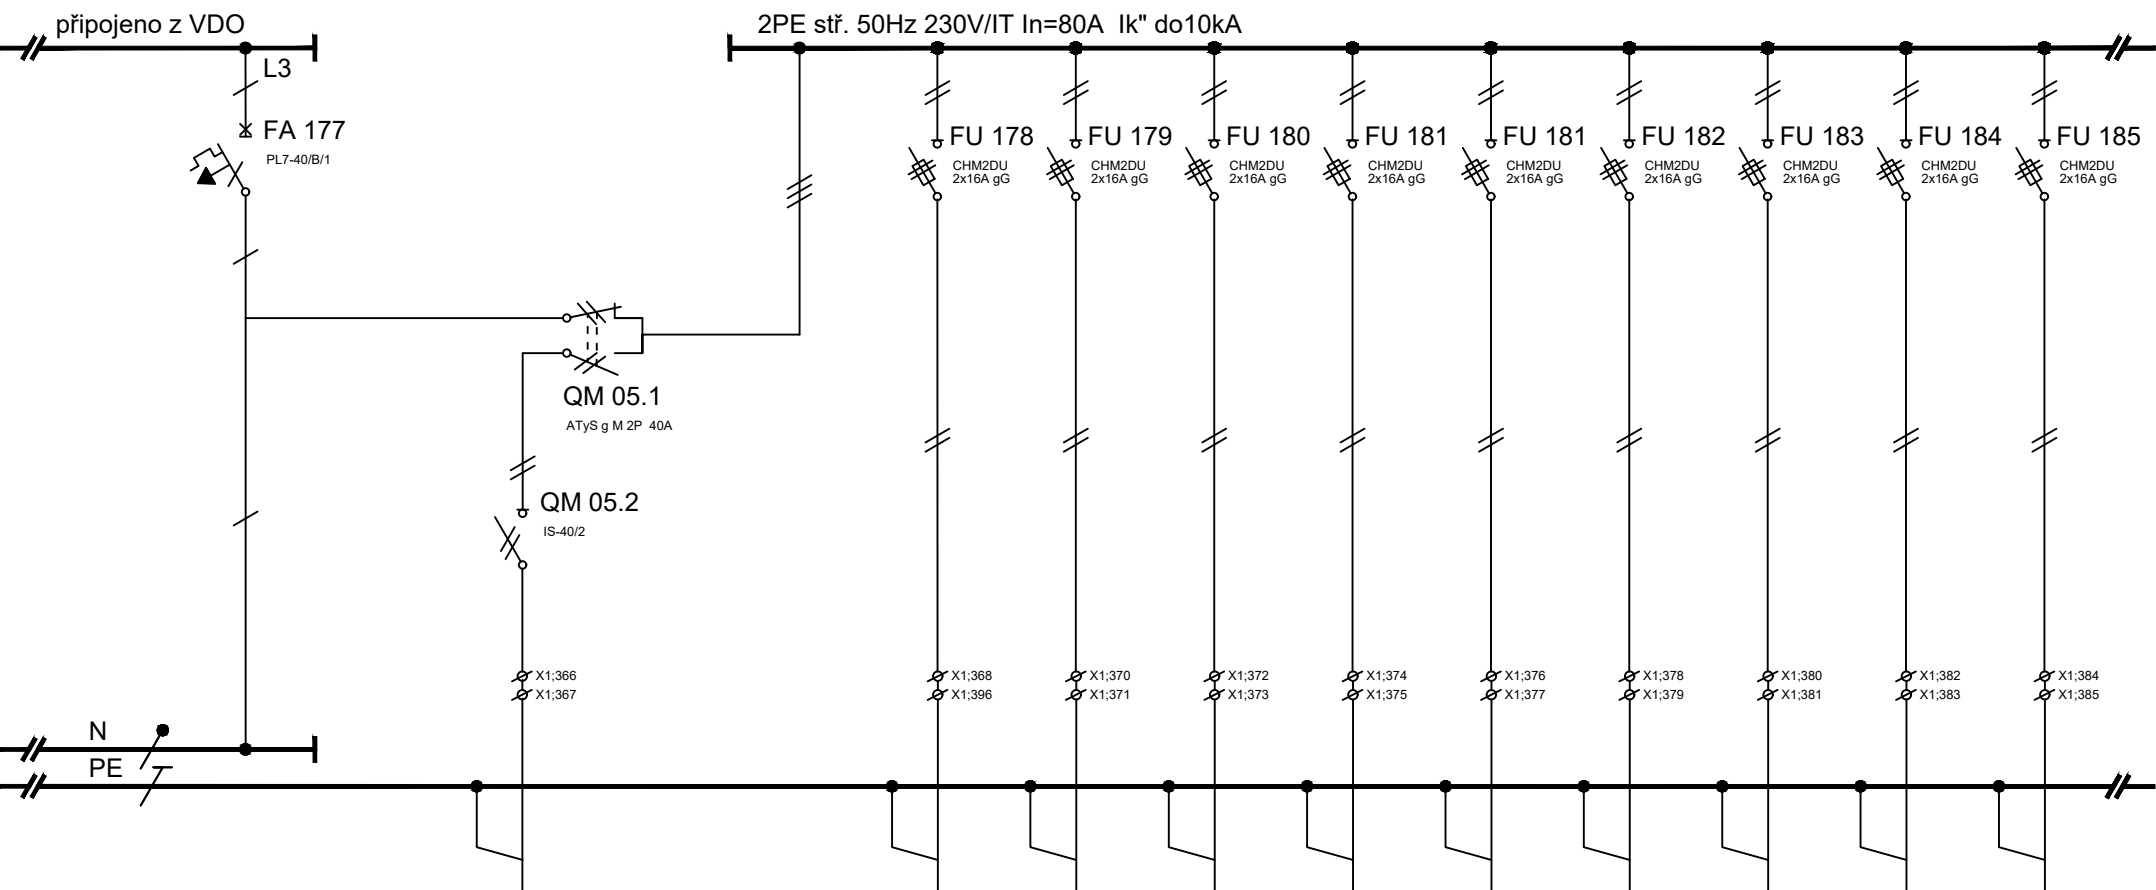 připojeno z VDO
2PE stř. 50Hz 230V/IT In=80A Ik" do10kA
L3
FA 177
PL7-40/B/1
FU 178
CHM2DU
2x16A gG
FU 179
CHM2DU
2x16A gG
FU 180
CHM2DU
2x16A gG
FU 181
CHM2DU
2x16A gG
FU 181
CHM2DU
2x16A gG
FU 182
CHM2DU
2x16A gG
FU 183
CHM2DU
2x16A gG
FU 184
CHM2DU
2x16A gG
FU 185
CHM2DU
2x16A gG
QM 05.1
ATyS g M 2P 40A
QM 05.2
IS-40/2
X1;366
X1;367
X1;368
X1;396
X1;370
X1;371
X1;372
X1;373
X1;374
X1;375
X1;376
X1;377
X1;378
X1;379
X1;380
X1;381
X1;382
X1;383
X1;384
X1;385
N
PE